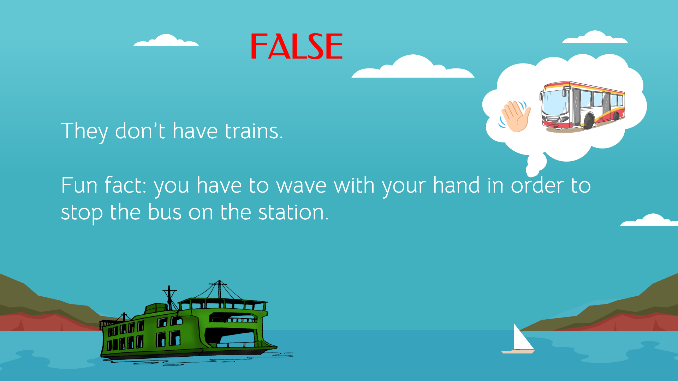 FALSE
They don't have trains.
Fun fact: you have to wave with your hand in order to
stop the bus on the station.